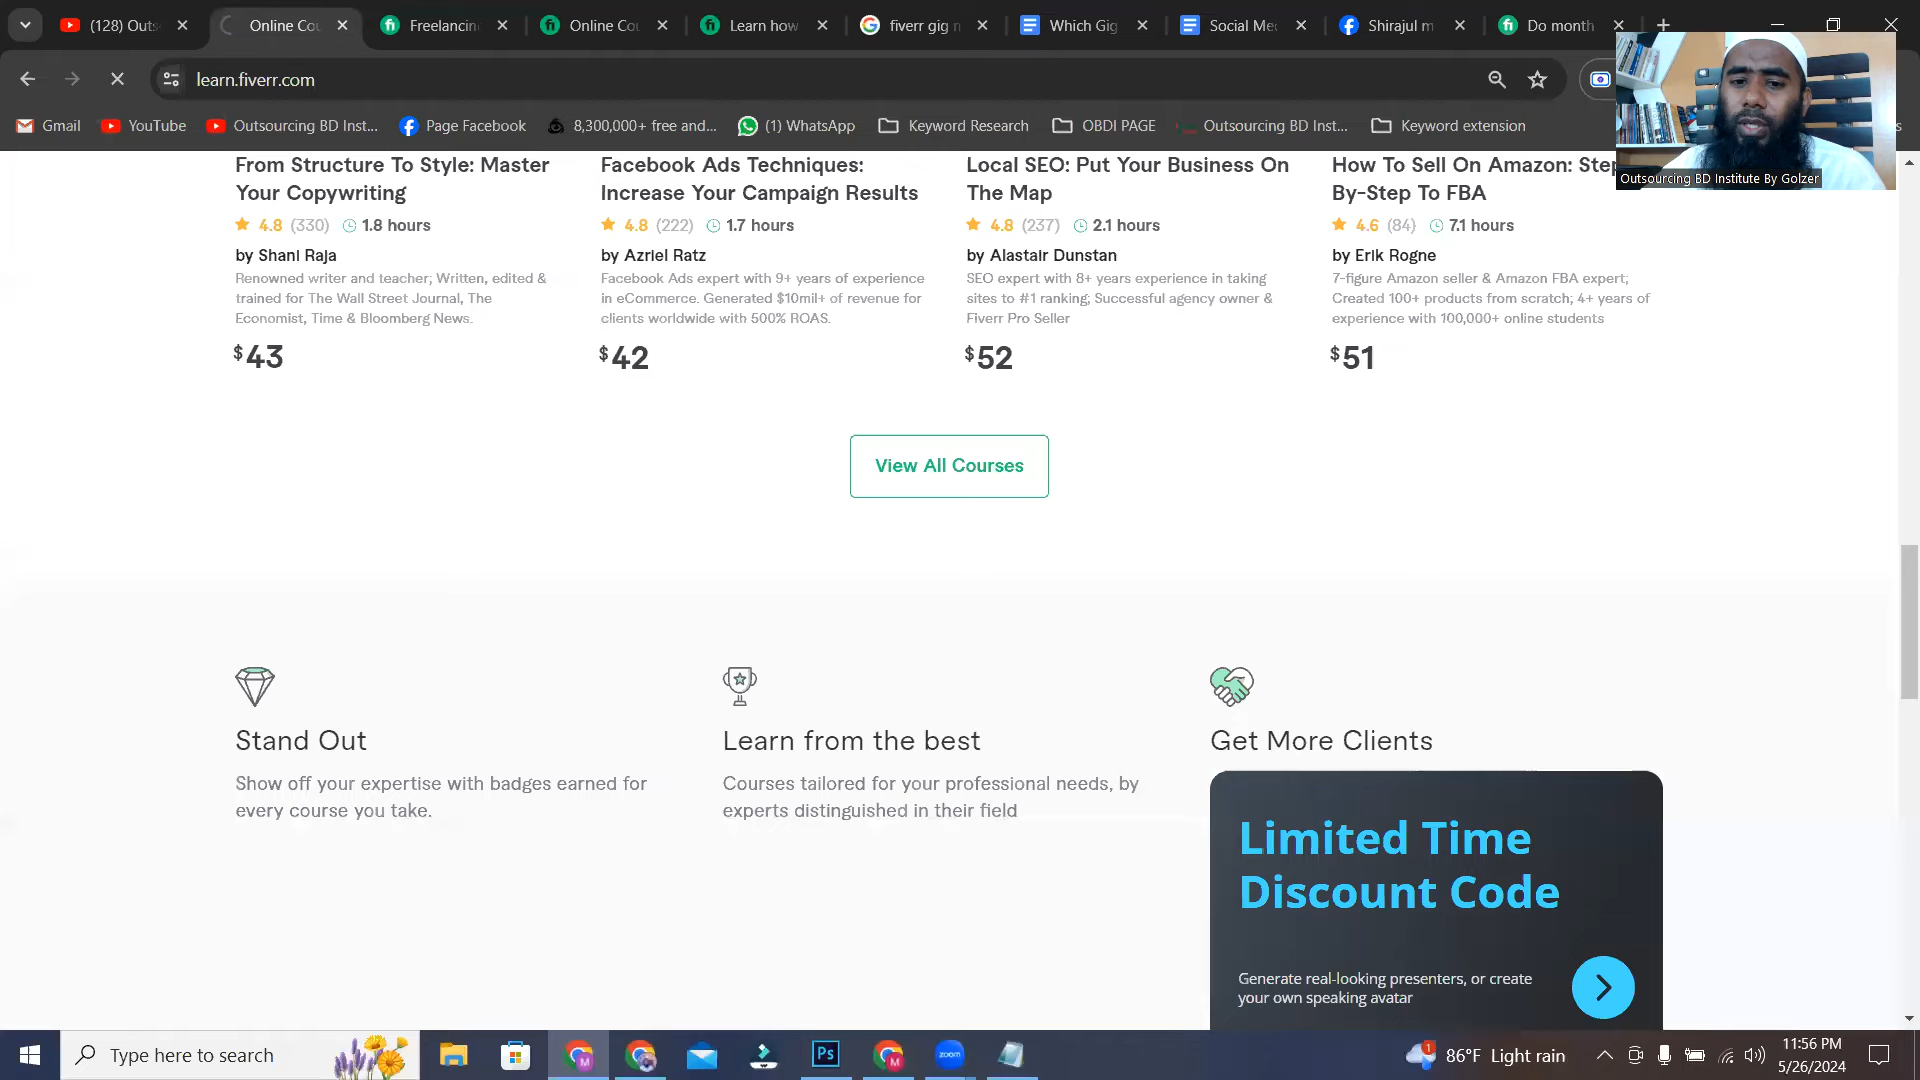 (128) Outs
Online Cou
Freelancin
Online Cou
Learn how
fiverr gig n
Which Gig
Social Med
Shirajul m
Do month
learn.fiverr.com
Gmail
YouTube
Outsourcing BD Inst...
Page Facebook
8,300,000+ free and...
(1) WhatsApp
Keyword Research
OBDI PAGE
Outsourcing BD Inst...
Keyword extension
Outsourcing BD Institute By Golzer
From Structure To Style: Master
Your Copywriting
4.8 (330) 1.8 hours
by Shani Raja
Renowned writer and teacher; Written, edited &
trained for The Wall Street Journal, The
Economist, Time & Bloomberg News.
$43
Facebook Ads Techniques:
Increase Your Campaign Results
4.8 (222) 1.7 hours
by Azriel Ratz
Facebook Ads expert with 9+ years of experience
in eCommerce. Generated $10mil+ of revenue for
clients worldwide with 500% ROAS.
$42
Local SEO: Put Your Business On
The Map
4.8 (237) 2.1 hours
by Alastair Dunstan
SEO expert with 8+ years experience in taking
sites to #1 ranking; Successful agency owner &
Fiverr Pro Seller
$52
How To Sell On Amazon: Step
By-Step To FBA
4.6 (84) 7.1 hours
by Erik Rogne
7-figure Amazon seller & Amazon FBA expert;
Created 100+ products from scratch; 4+ years of
experience with 100,000+ online students
$51
View All Courses
Stand Out
Show off your expertise with badges earned for
every course you take.
Learn from the best
Courses tailored for your professional needs, by
experts distinguished in their field
Get More Clients
Limited Time
Discount Code
Generate real-looking presenters, or create
your own speaking avatar
Type here to search
Ps
zoom
1
86°F Light rain
11:56 PM
5/26/2024